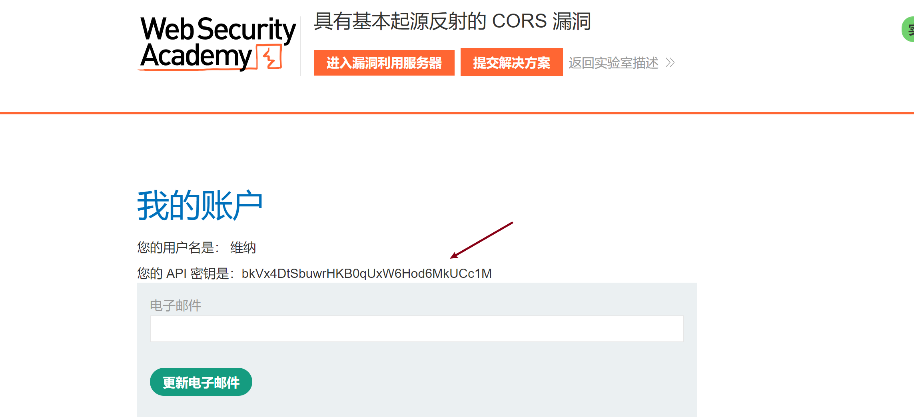 Web Security Academy
具有基本起源反射的 CORS 漏洞
进入漏洞利用服务器
提交解决方案
返回实验室描述
我的账户
您的用户名是： 维纳
您的 API 密钥是：bkVx4DtSbuwrHKB0qUxW6Hod6MkUCc1M
电子邮件
更新电子邮件